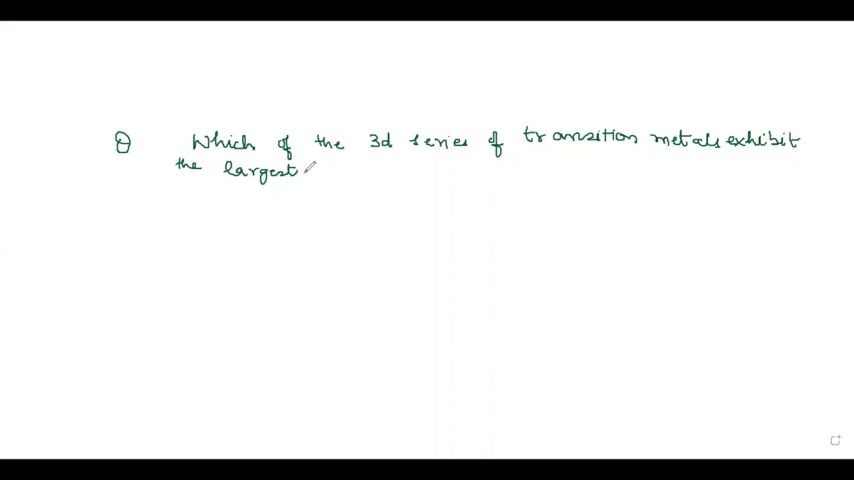 Q Which of the 3d series of transition metals exhibit
the largest